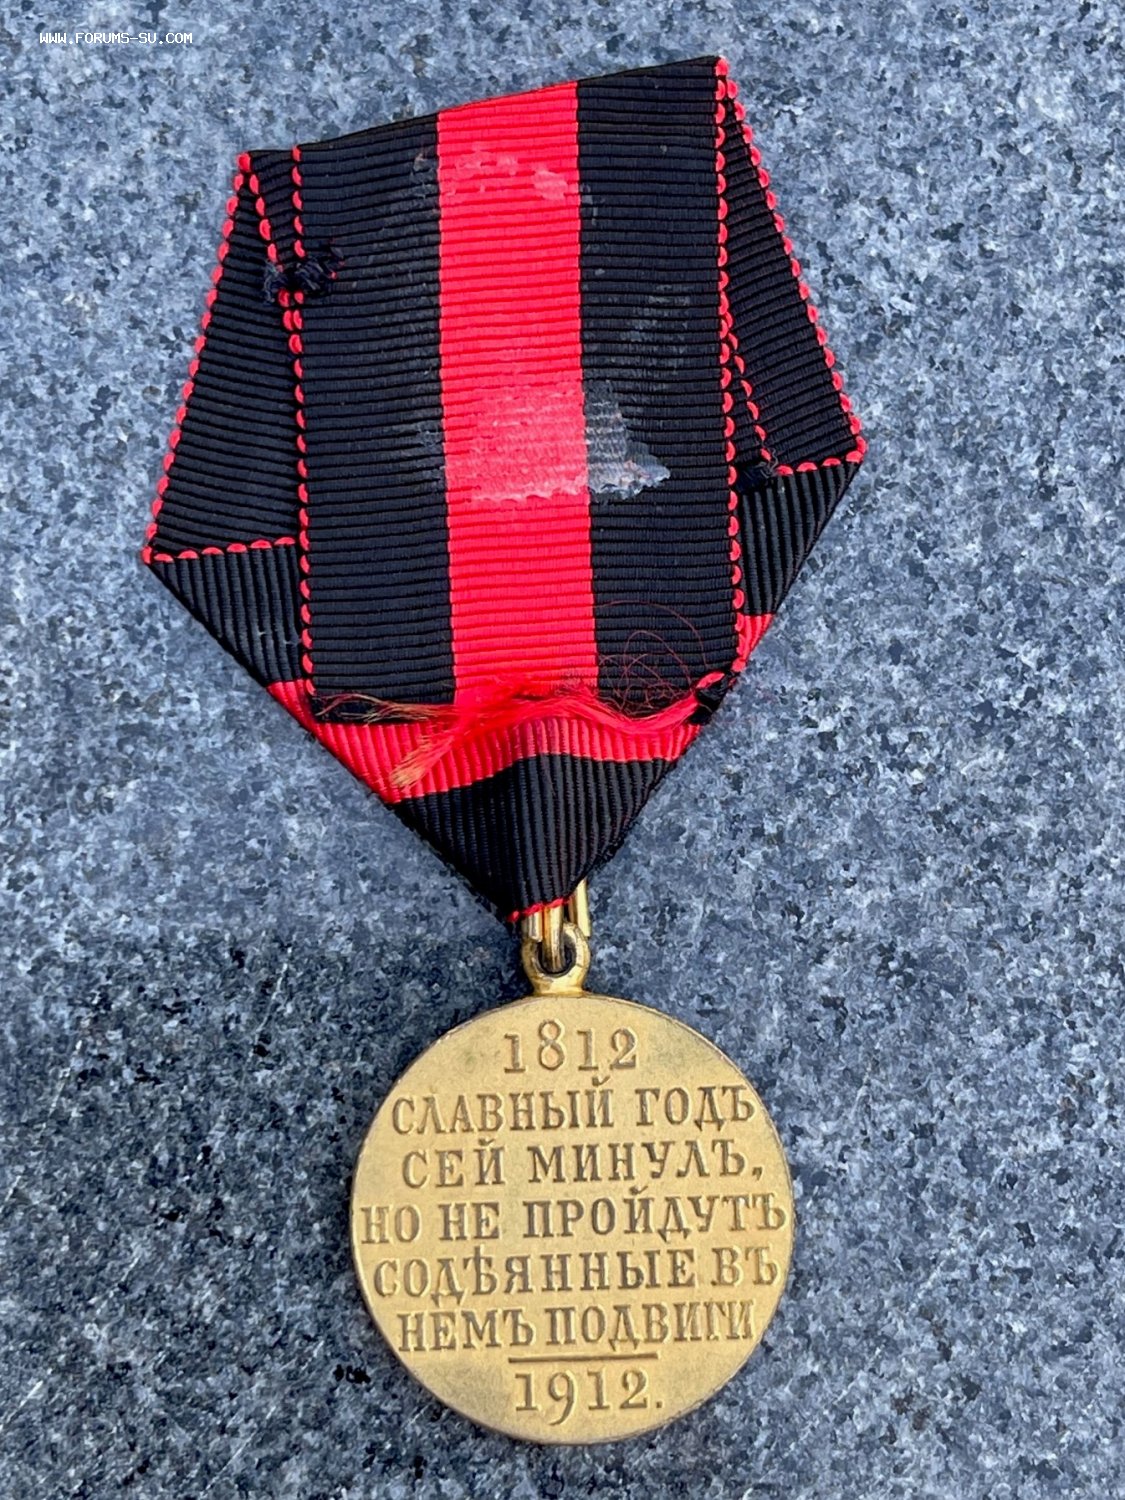 WWW.FORUMS-SU.COM
1812
СЛАВНЫЙ ГОДЪ
СЕЙ МИНУЛЪ,
НО НЕ ПРОЙДУТЪ
СОДѢЯННЫЕ ВЪ
НЕМЪ ПОДВИГИ
1912.